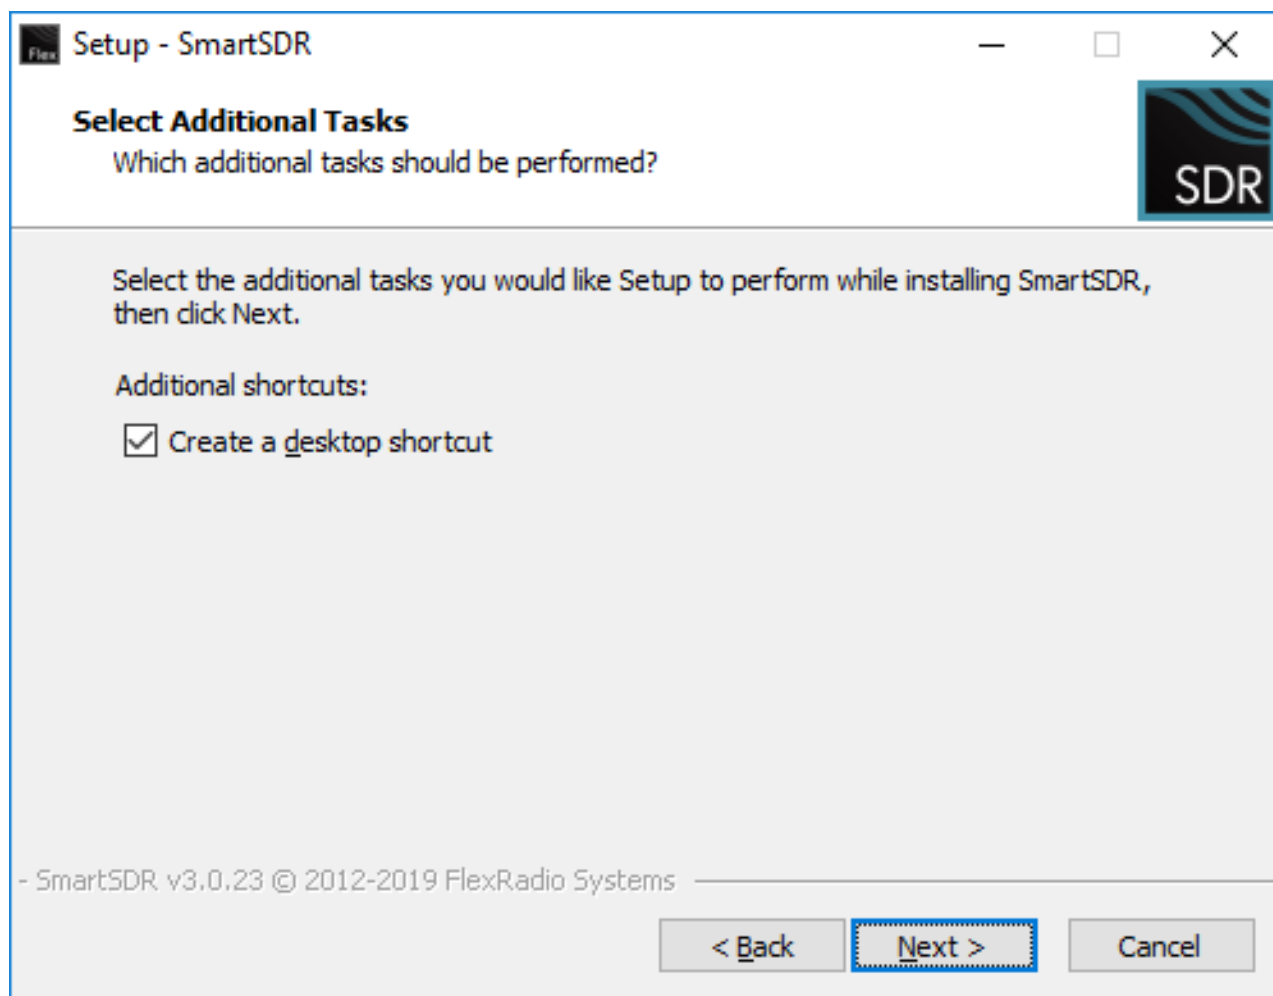 Flex
Setup - SmartSDR
Select Additional Tasks
Which additional tasks should be performed?
SDR
Select the additional tasks you would like Setup to perform while installing SmartSDR,
then click Next.
Additional shortcuts:
Create a desktop shortcut
- SmartSDR v3.0.23 © 2012-2019 FlexRadio Systems
< Back
Next >
Cancel